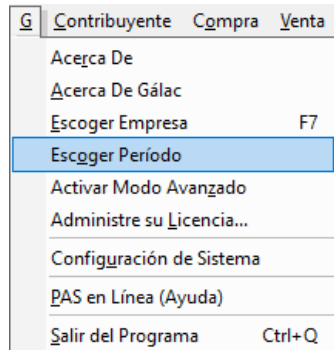 G Contribuyente Compra Venta
Acerca De
Acerca De Gálac
Escoger Empresa F7
Escoger Período
Activar Modo Avanzado
Administre su Licencia...
Configuración de Sistema
PAS en Línea (Ayuda)
Salir del Programa Ctrl+Q